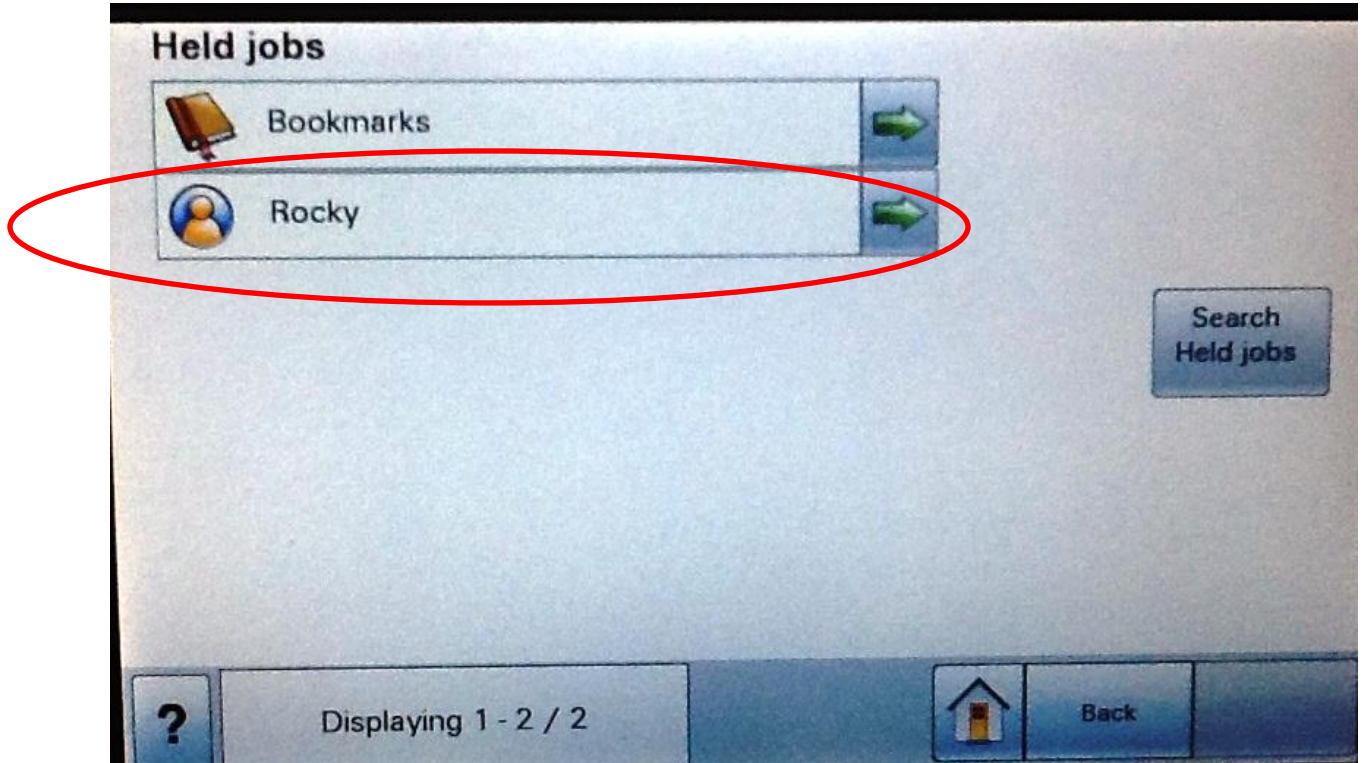 Held jobs
Bookmarks
Rocky
Search
Held jobs
?
Displaying 1 - 2 / 2
Back